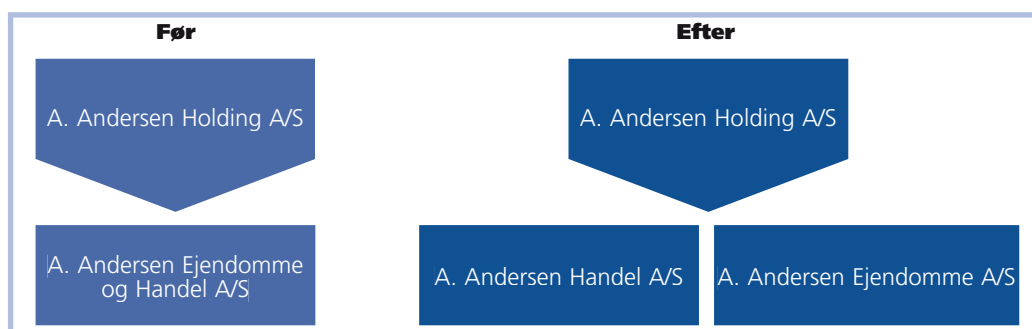 Før
Efter
A. Andersen Holding A/S
A. Andersen Holding A/S
A. Andersen Ejendomme
og Handel A/S
A. Andersen Handel A/S
A. Andersen Ejendomme A/S